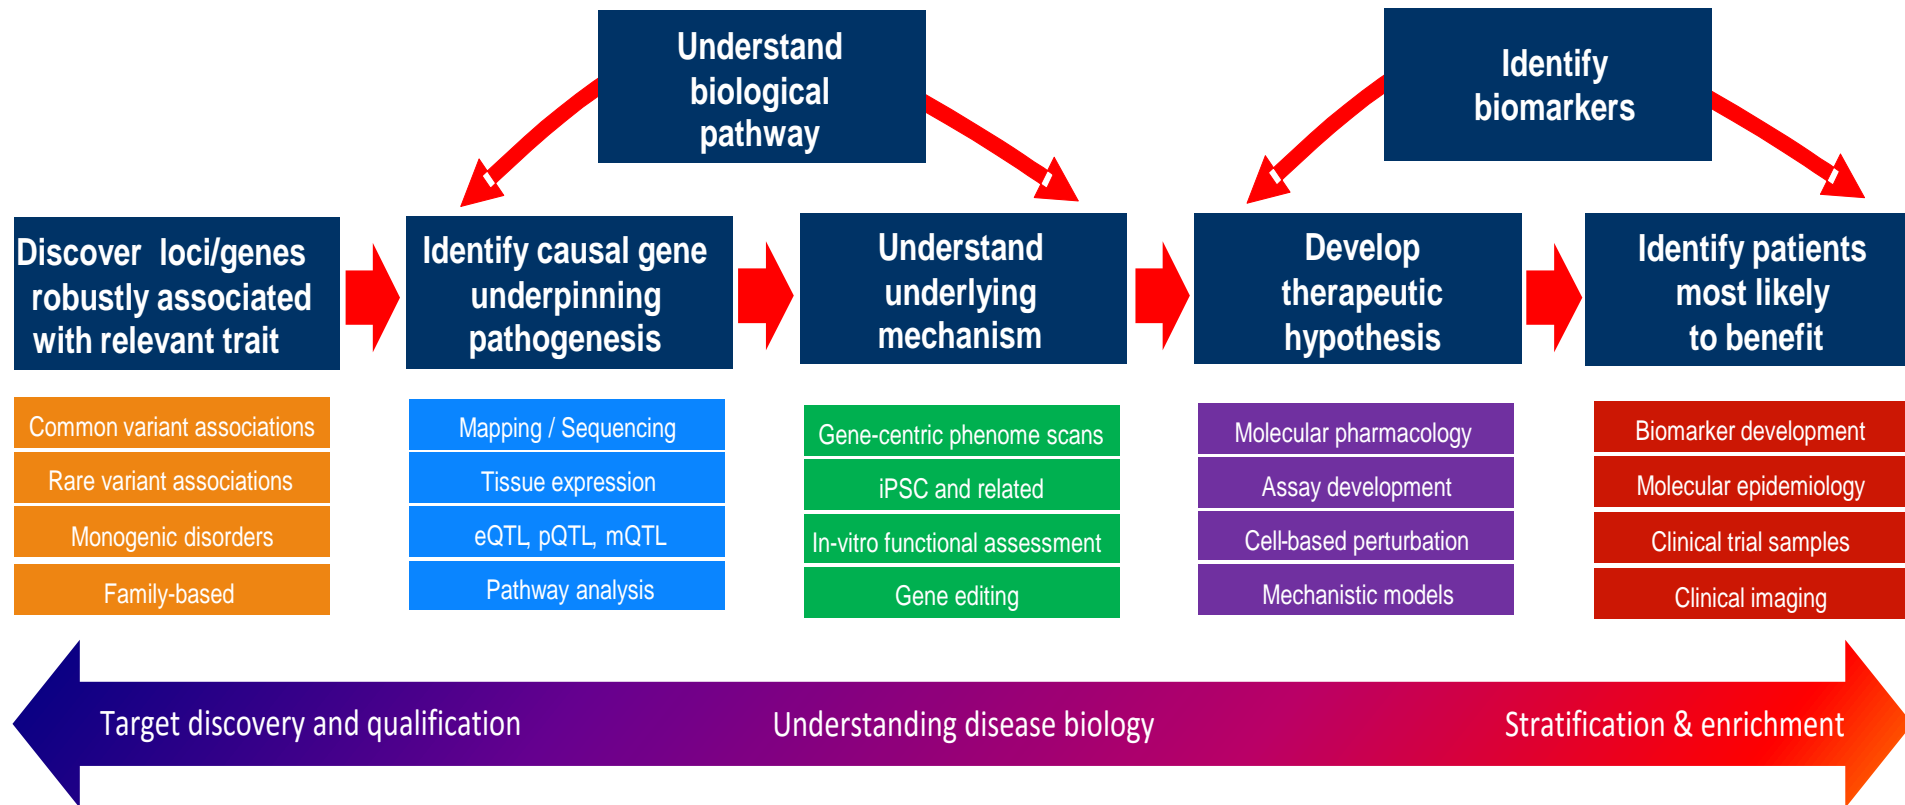 Understand
biological
pathway
Identify
biomarkers
Discover loci/genes
robustly associated
with relevant trait
Identify causal gene
underpinning
pathogenesis
Understand
underlying
mechanism
Develop
therapeutic
hypothesis
Identify patients
most likely
to benefit
Common variant associations
Rare variant associations
Monogenic disorders
Family-based
Mapping / Sequencing
Tissue expression
eQTL, pQTL, mQTL
Pathway analysis
Gene-centric phenome scans
iPSC and related
In-vitro functional assessment
Gene editing
Molecular pharmacology
Assay development
Cell-based perturbation
Mechanistic models
Biomarker development
Molecular epidemiology
Clinical trial samples
Clinical imaging
Target discovery and qualification
Understanding disease biology
Stratification & enrichment